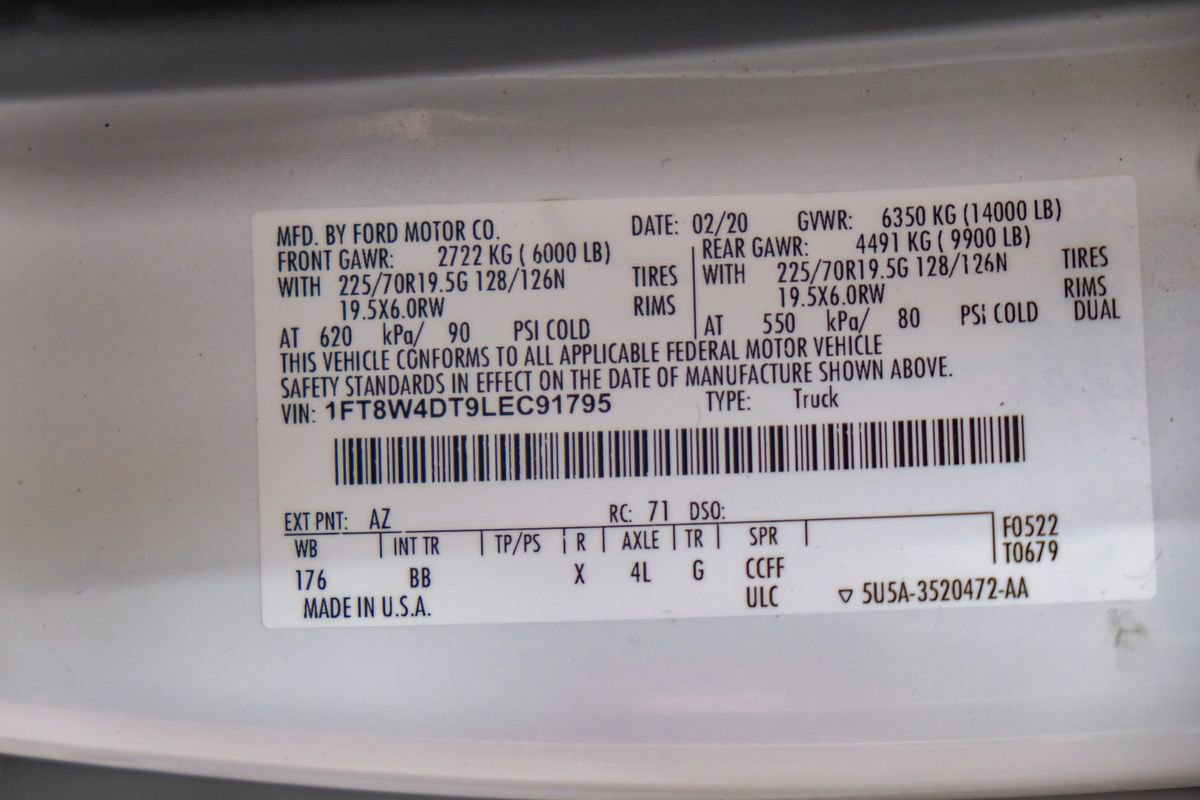 MFD. BY FORD MOTOR CO. DATE: 02/20 GVWR: 6350 KG (14000 LB)
FRONT GAWR: 2722 KG ( 6000 LB) REAR GAWR: 4491 KG ( 9900 LB)
WITH 225/70R19.5G 128/126N TIRES WITH 225/70R19.5G 128/126N TIRES
19.5X6.0RW RIMS 19.5X6.0RW RIMS
AT 620 kPa/ 90 PSI COLD AT 550 kPa/ 80 PSI COLD DUAL
THIS VEHICLE CONFORMS TO ALL APPLICABLE FEDERAL MOTOR VEHICLE
SAFETY STANDARDS IN EFFECT ON THE DATE OF MANUFACTURE SHOWN ABOVE.
VIN: 1FT8W4DT9LEC91795 TYPE: Truck
EXT PNT: AZ RC: 71 DSO:
WB INT TR TP/PS R AXLE TR SPR F0522
T0679
176 BB X 4L G CCFF
MADE IN U.S.A. ULC ▽ 5U5A-3520472-AA